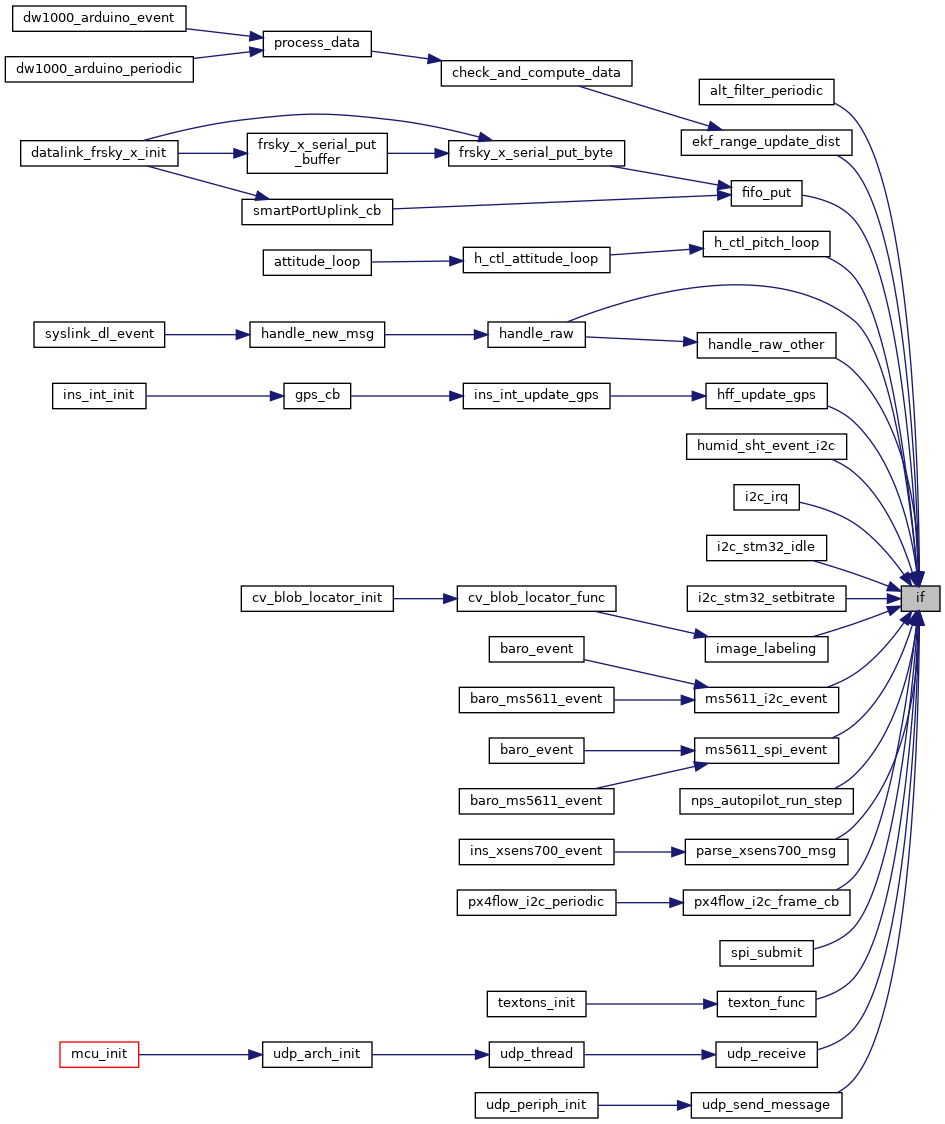 dw1000_arduino_event
process_data
dw1000_arduino_periodic
check_and_compute_data
alt_filter_periodic
ekf_range_update_dist
datalink_frsky_x_init
frsky_x_serial_put
_buffer
frsky_x_serial_put_byte
fifo_put
smartPortUplink_cb
h_ctl_pitch_loop
attitude_loop
h_ctl_attitude_loop
syslink_dl_event
handle_new_msg
handle_raw
handle_raw_other
ins_int_init
gps_cb
ins_int_update_gps
hff_update_gps
humid_sht_event_i2c
i2c_irq
i2c_stm32_idle
cv_blob_locator_init
cv_blob_locator_func
i2c_stm32_setbitrate
if
baro_event
image_labeling
baro_ms5611_event
ms5611_i2c_event
baro_event
ms5611_spi_event
baro_ms5611_event
nps_autopilot_run_step
ins_xsens700_event
parse_xsens700_msg
px4flow_i2c_periodic
px4flow_i2c_frame_cb
spi_submit
textons_init
texton_func
mcu_init
udp_arch_init
udp_thread
udp_receive
udp_periph_init
udp_send_message